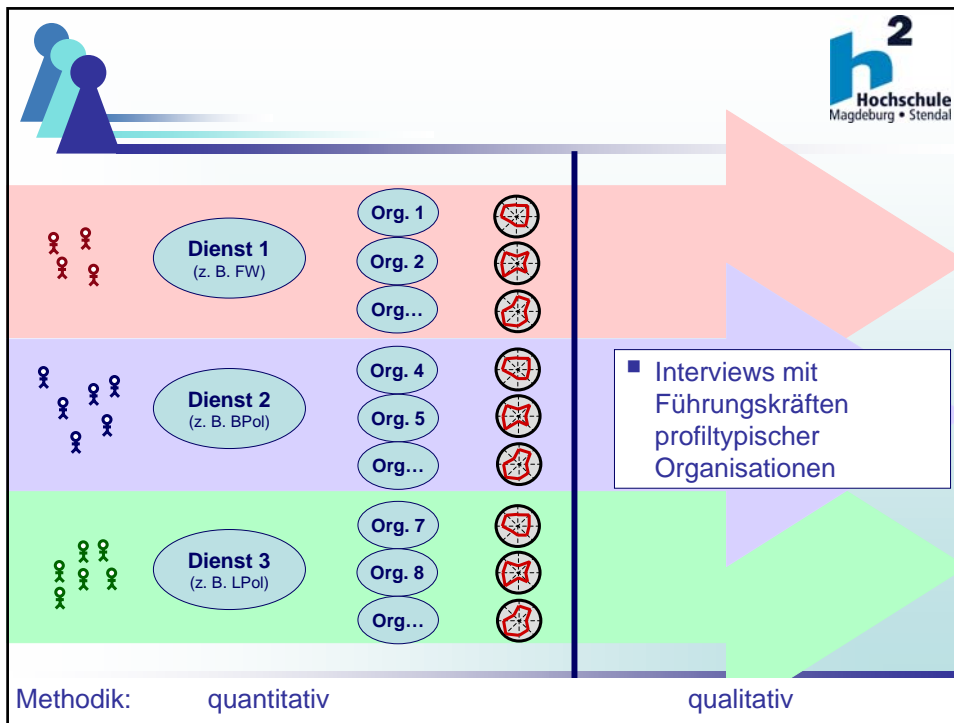 h2
Hochschule
Magdeburg • Stendal
Dienst 1
(z. B. FW)
Org. 1
Org. 2
Org…
Dienst 2
(z. B. BPol)
Org. 4
Org. 5
Org…
Dienst 3
(z. B. LPol)
Org. 7
Org. 8
Org…
▪ Interviews mit
Führungskräften
profiltypischer
Organisationen
Methodik: quantitativ qualitativ